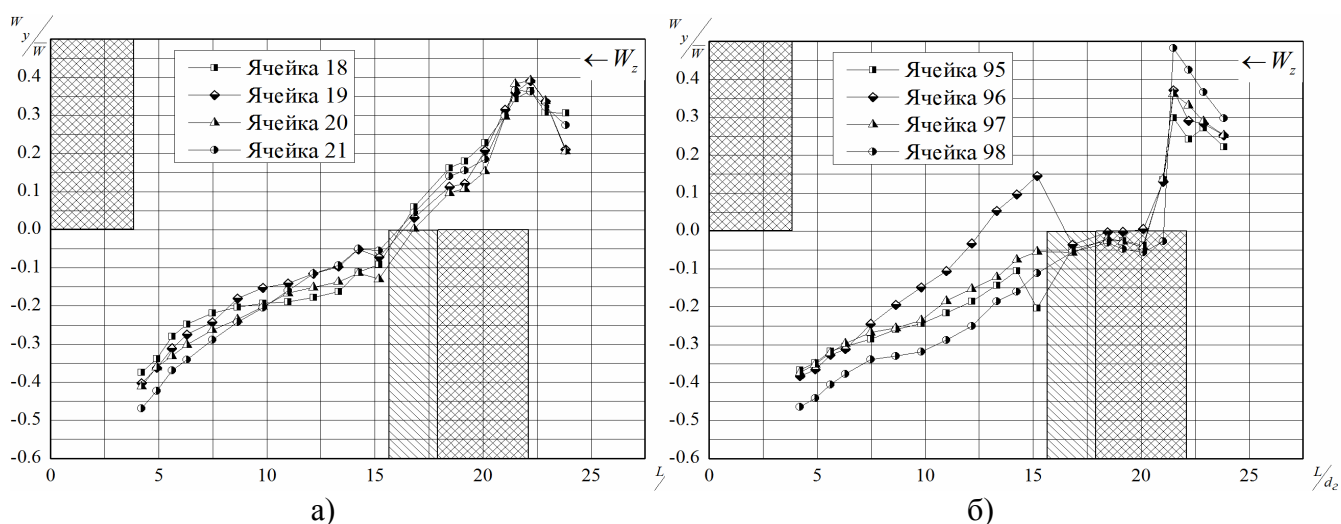 W y/W̅
← W_z
Ячейка 18
Ячейка 19
Ячейка 20
Ячейка 21
0.4
0.3
0.2
0.1
0.0
-0.1
-0.2
-0.3
-0.4
-0.5
-0.6
0 5 10 15 20 25 L/
а)
W y/W̅
← W_z
Ячейка 95
Ячейка 96
Ячейка 97
Ячейка 98
0.4
0.3
0.2
0.1
0.0
-0.1
-0.2
-0.3
-0.4
-0.5
-0.6
0 5 10 15 20 25 L/d_г
б)